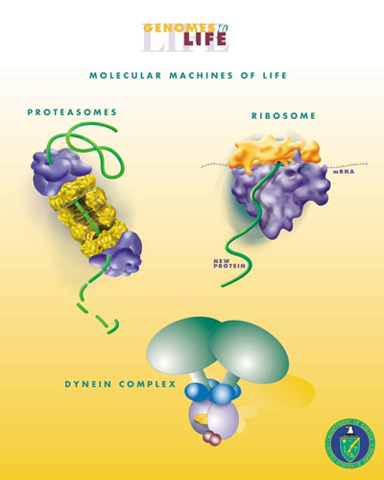 GENOMES to
LIFE
MOLECULAR MACHINES OF LIFE
PROTEASOMES
RIBOSOME
mRNA
NEW
PROTEIN
DYNEIN COMPLEX